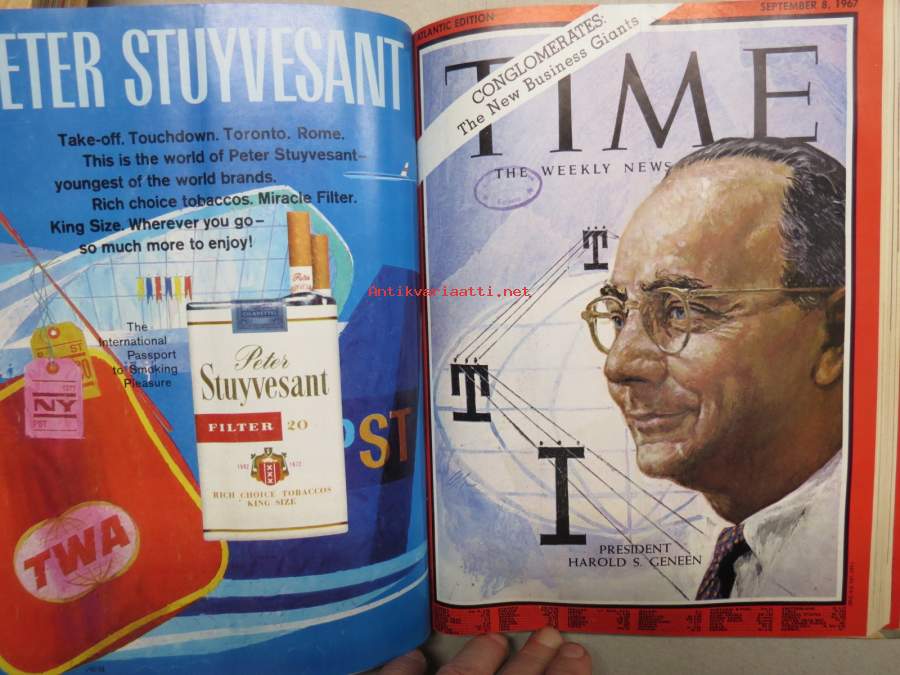 ETER STUYVESANT
Take-off. Touchdown. Toronto. Rome.
This is the world of Peter Stuyvesant–
youngest of the world brands.
Rich choice tobaccos. Miracle Filter.
King Size. Wherever you go–
so much more to enjoy!
The
International
Passport
to Smoking
Pleasure
Peter
Stuyvesant
FILTER 20
RICH CHOICE TOBACCOS
KING SIZE
PST
ST
NY
PST
TWA
Antikvariaatti.net
ATLANTIC EDITION
SEPTEMBER 8, 1967
CONGLOMERATES:
The New Business Giants
TIME
THE WEEKLY NEWS
T
T
I
PRESIDENT
HAROLD S. GENEEN